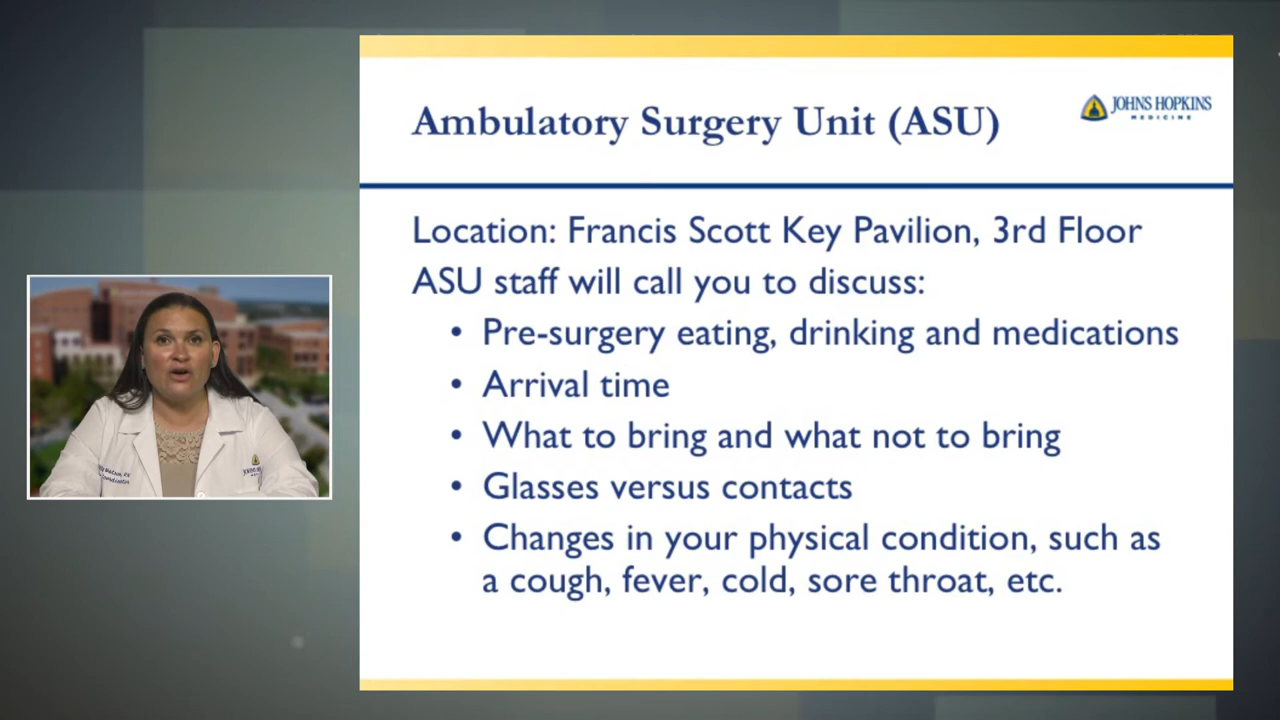 Ambulatory Surgery Unit (ASU)
JOHNS HOPKINS
MEDICINE
Location: Francis Scott Key Pavilion, 3rd Floor
ASU staff will call you to discuss:
• Pre-surgery eating, drinking and medications
• Arrival time
• What to bring and what not to bring
• Glasses versus contacts
• Changes in your physical condition, such as
a cough, fever, cold, sore throat, etc.